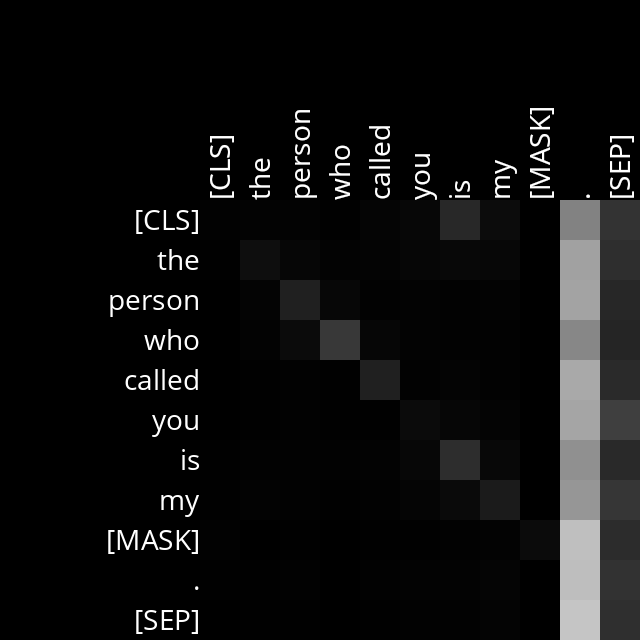 [CLS] the person who called you is my [MASK] . [SEP]
[CLS]
the
person
who
called
you
is
my
[MASK]
.
[SEP]